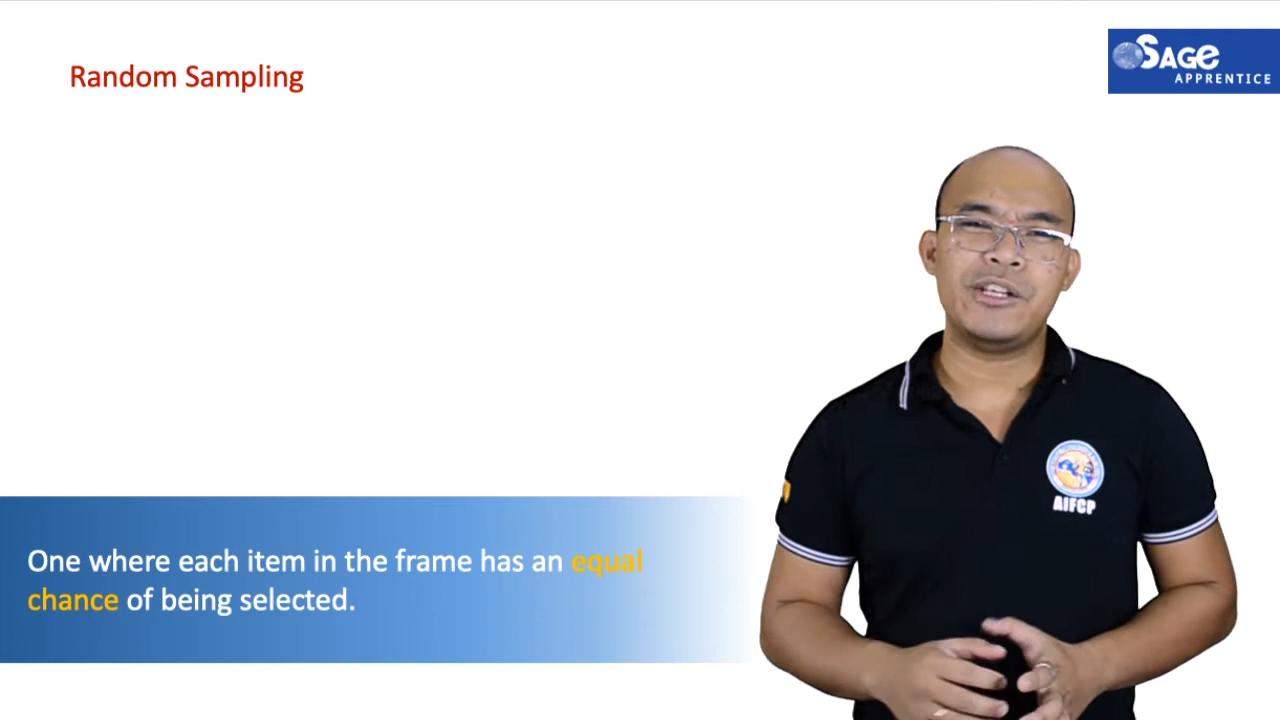 Random Sampling
SAGE
APPRENTICE
AIFCP
One where each item in the frame has an equal
chance of being selected.